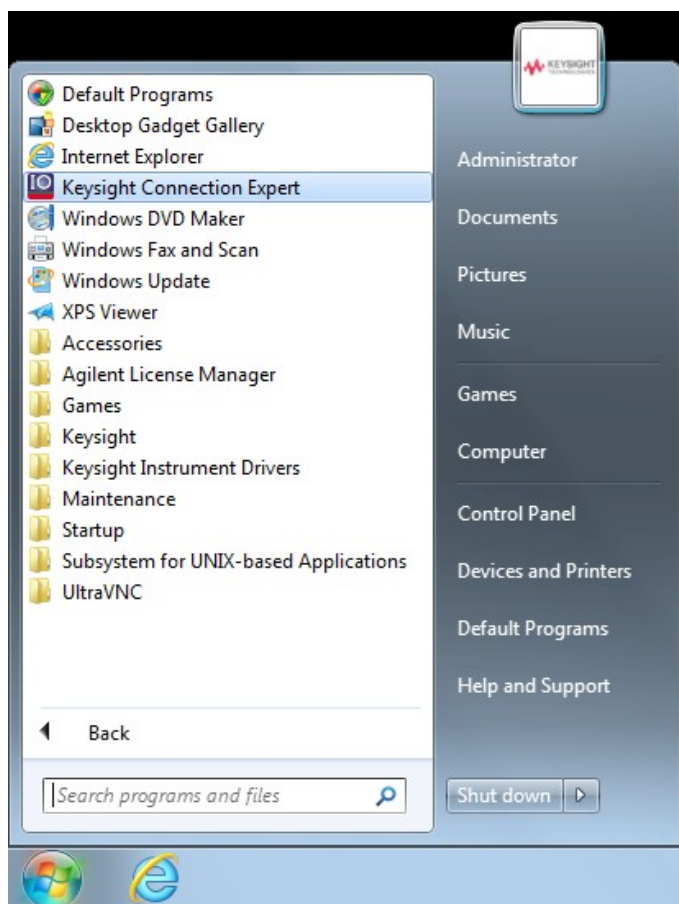 KEYSIGHT
TECHNOLOGIES
Default Programs
Desktop Gadget Gallery
Internet Explorer
IO
Keysight Connection Expert
Windows DVD Maker
Windows Fax and Scan
Windows Update
XPS Viewer
Accessories
Agilent License Manager
Games
Keysight
Keysight Instrument Drivers
Maintenance
Startup
Subsystem for UNIX-based Applications
UltraVNC
Back
Search programs and files
Administrator
Documents
Pictures
Music
Games
Computer
Control Panel
Devices and Printers
Default Programs
Help and Support
Shut down